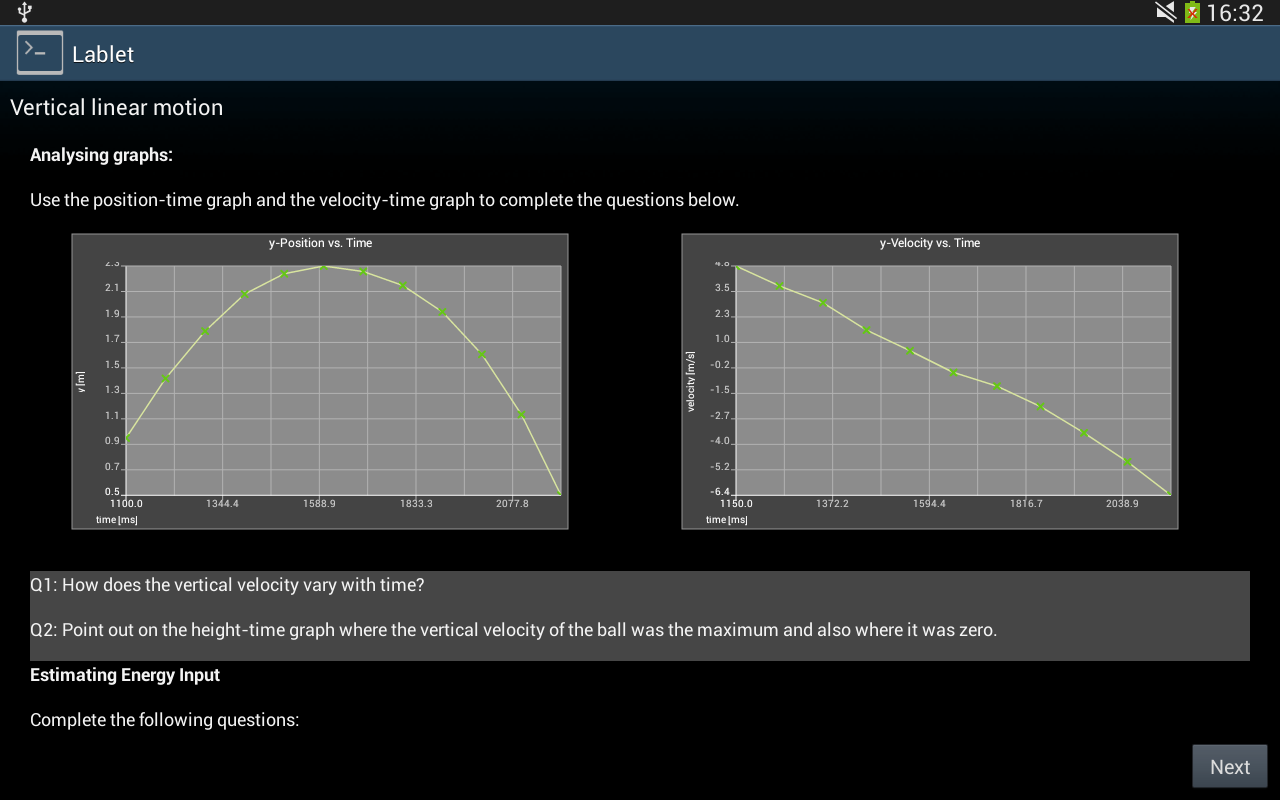 16:32
Lablet
Vertical linear motion
Analysing graphs:
Use the position-time graph and the velocity-time graph to complete the questions below.
y-Position vs. Time
2.3
2.1
1.9
1.7
1.5
1.3
1.1
0.9
0.7
0.5
y [m]
1100.0 1344.4 1588.9 1833.3 2077.8
time [ms]
y-Velocity vs. Time
4.8
3.5
2.3
1.0
-0.2
-1.5
-2.7
-4.0
-5.2
-6.4
velocity [m/s]
1150.0 1372.2 1594.4 1816.7 2038.9
time [ms]
Q1: How does the vertical velocity vary with time?
Q2: Point out on the height-time graph where the vertical velocity of the ball was the maximum and also where it was zero.
Estimating Energy Input
Complete the following questions:
Next